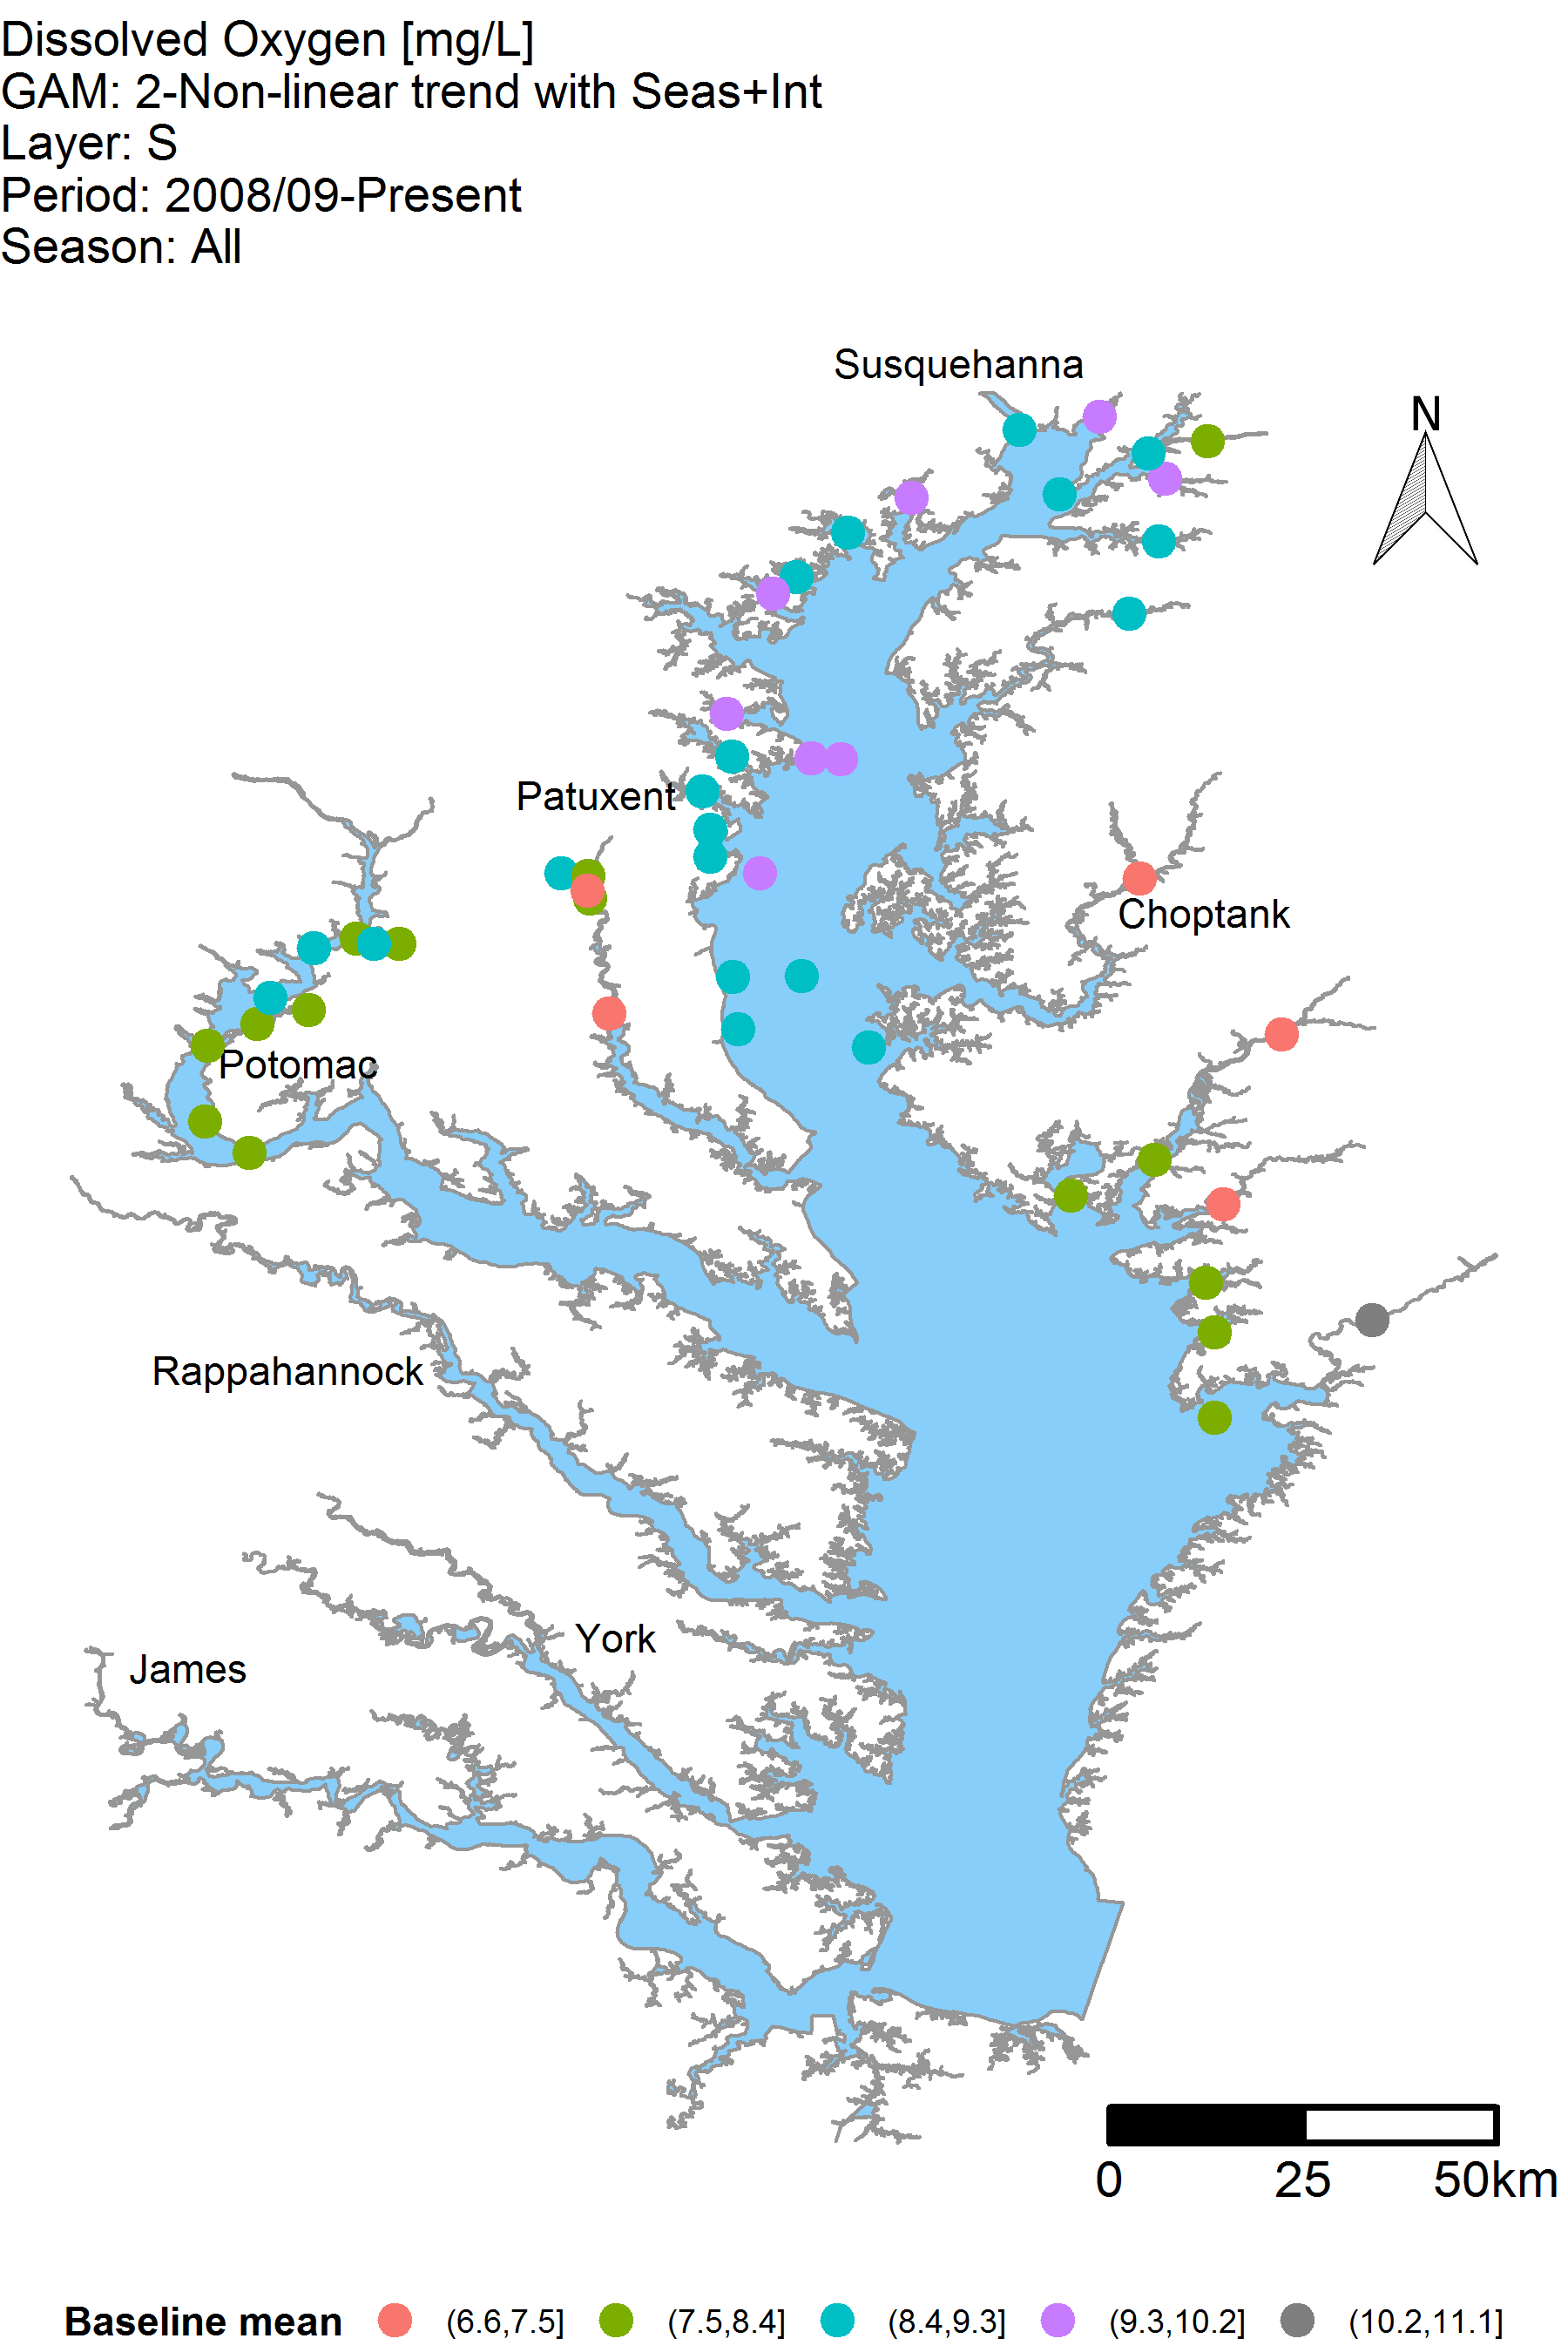 Dissolved Oxygen [mg/L]
GAM: 2-Non-linear trend with Seas+Int
Layer: S
Period: 2008/09-Present
Season: All
Susquehanna
N
Patuxent
Choptank
Potomac
Rappahannock
York
James
0 25 50km
Baseline mean (6.6,7.5] (7.5,8.4] (8.4,9.3] (9.3,10.2] (10.2,11.1]